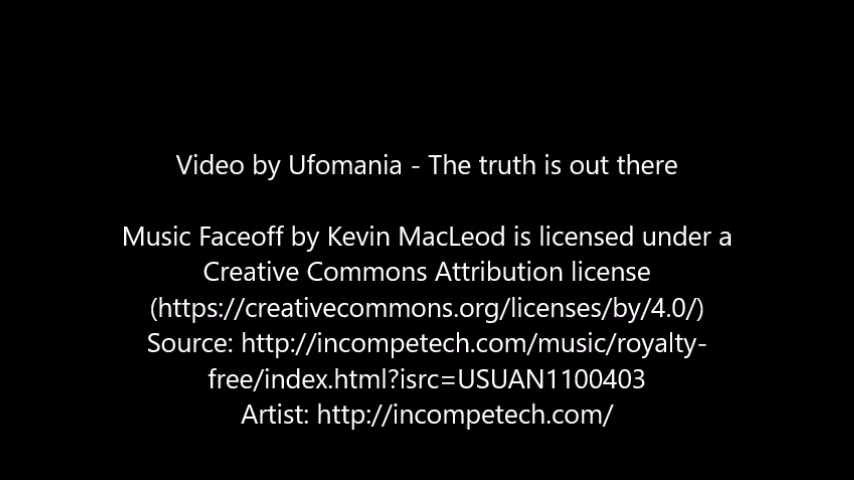 Video by Ufomania - The truth is out there
Music Faceoff by Kevin MacLeod is licensed under a
Creative Commons Attribution license
(https://creativecommons.org/licenses/by/4.0/)
Source: http://incompetech.com/music/royalty-
free/index.html?isrc=USUAN1100403
Artist: http://incompetech.com/